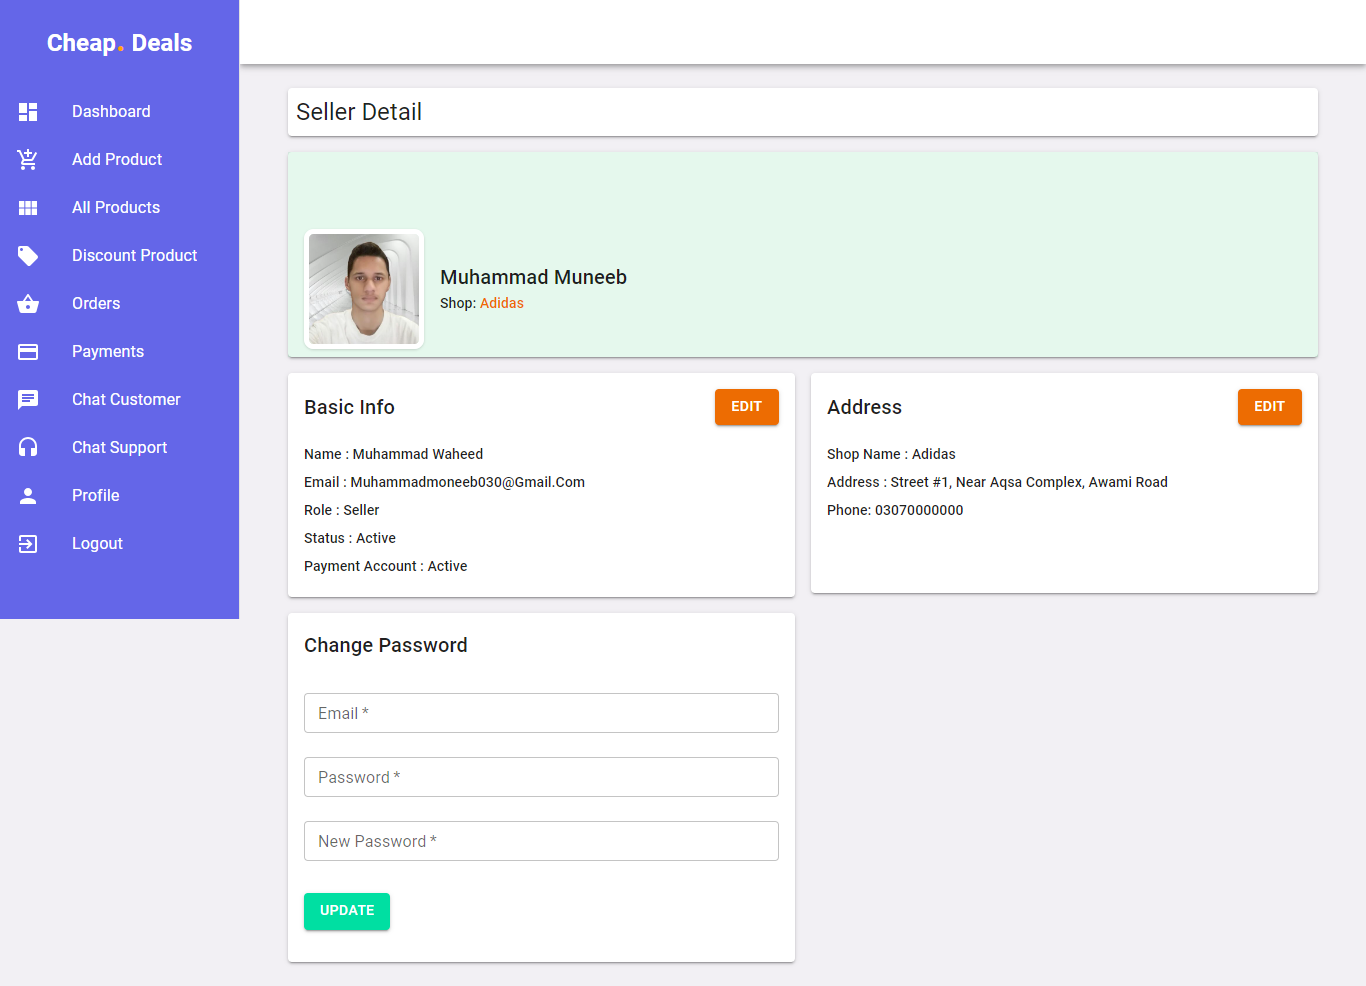 Cheap. Deals
Dashboard
Add Product
All Products
Discount Product
Orders
Payments
Chat Customer
Chat Support
Profile
Logout
Seller Detail
Muhammad Muneeb
Shop: Adidas
Basic Info
EDIT
Name : Muhammad Waheed
Email : Muhammadmoneeb030@Gmail.Com
Role : Seller
Status : Active
Payment Account : Active
Address
EDIT
Shop Name : Adidas
Address : Street #1, Near Aqsa Complex, Awami Road
Phone: 03070000000
Change Password
Email *
Password *
New Password *
UPDATE